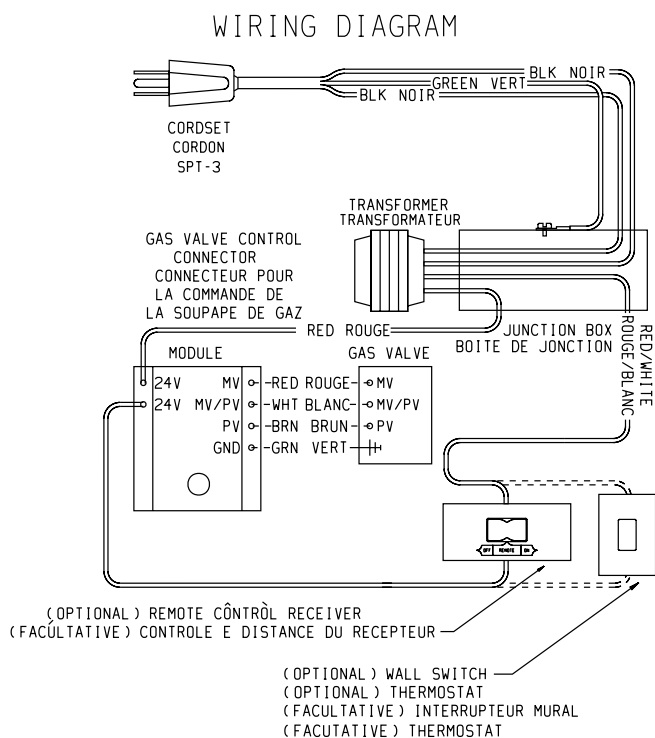 WIRING DIAGRAM
BLK NOIR
GREEN VERT
BLK NOIR
CORDSET
CORDON
SPT-3
TRANSFORMER
TRANSFORMATEUR
GAS VALVE CONTROL
CONNECTOR
CONNECTEUR POUR
LA COMMANDE DE
LA SOUPAPE DE GAZ
RED ROUGE
JUNCTION BOX
BOITE DE JONCTION
RED/WHITE
ROUGE/BLANC
MODULE
GAS VALVE
24V MV RED ROUGE MV
24V MV/PV WHT BLANC MV/PV
PV BRN BRUN PV
GND GRN VERT
OFF REMOTE ON
(OPTIONAL) REMOTE CÔNTRÒL RECEIVER
(FACÚLTATIVE) CONTROLE E DISTANCE DU RECEPTEUR
(OPTIONAL) WALL SWITCH
(OPTIONAL) THERMOSTAT
(FACULTATIVE) INTERRUPTEUR MURAL
(FACUTATIVE) THERMOSTAT